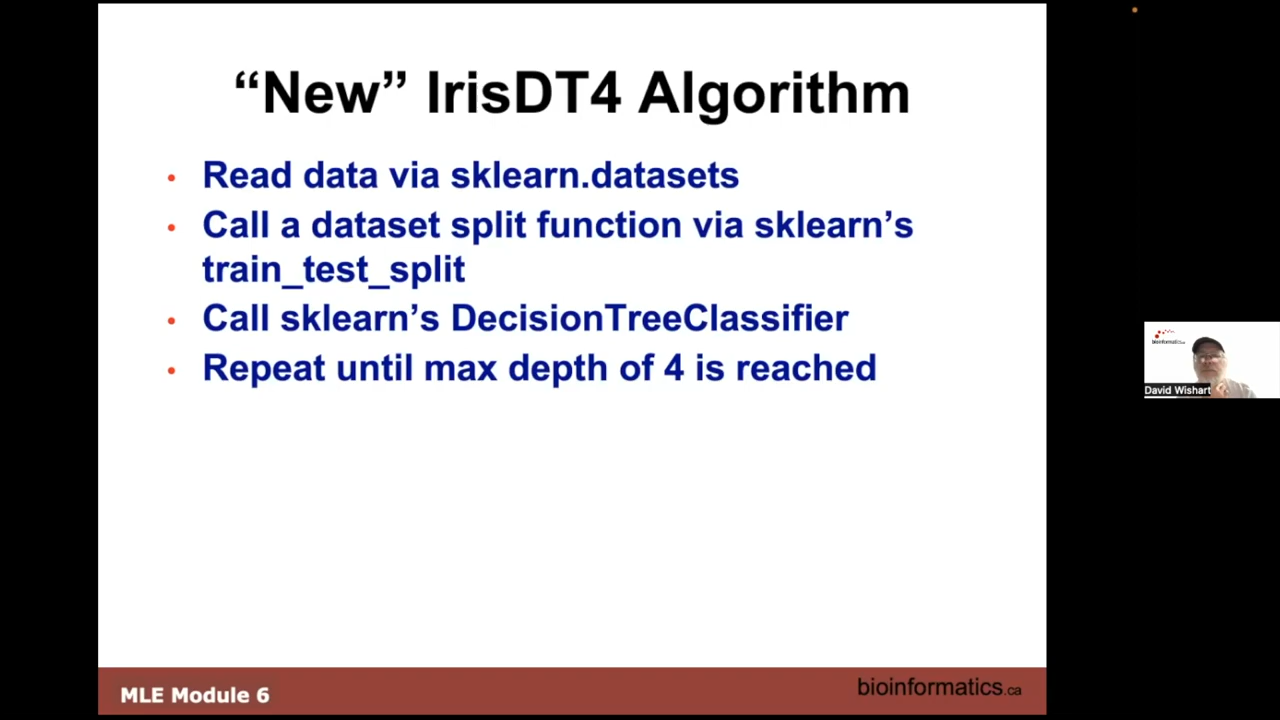 “New” IrisDT4 Algorithm
• Read data via sklearn.datasets
• Call a dataset split function via sklearn’s
train_test_split
• Call sklearn’s DecisionTreeClassifier
• Repeat until max depth of 4 is reached
David Wishart
MLE Module 6
bioinformatics.ca